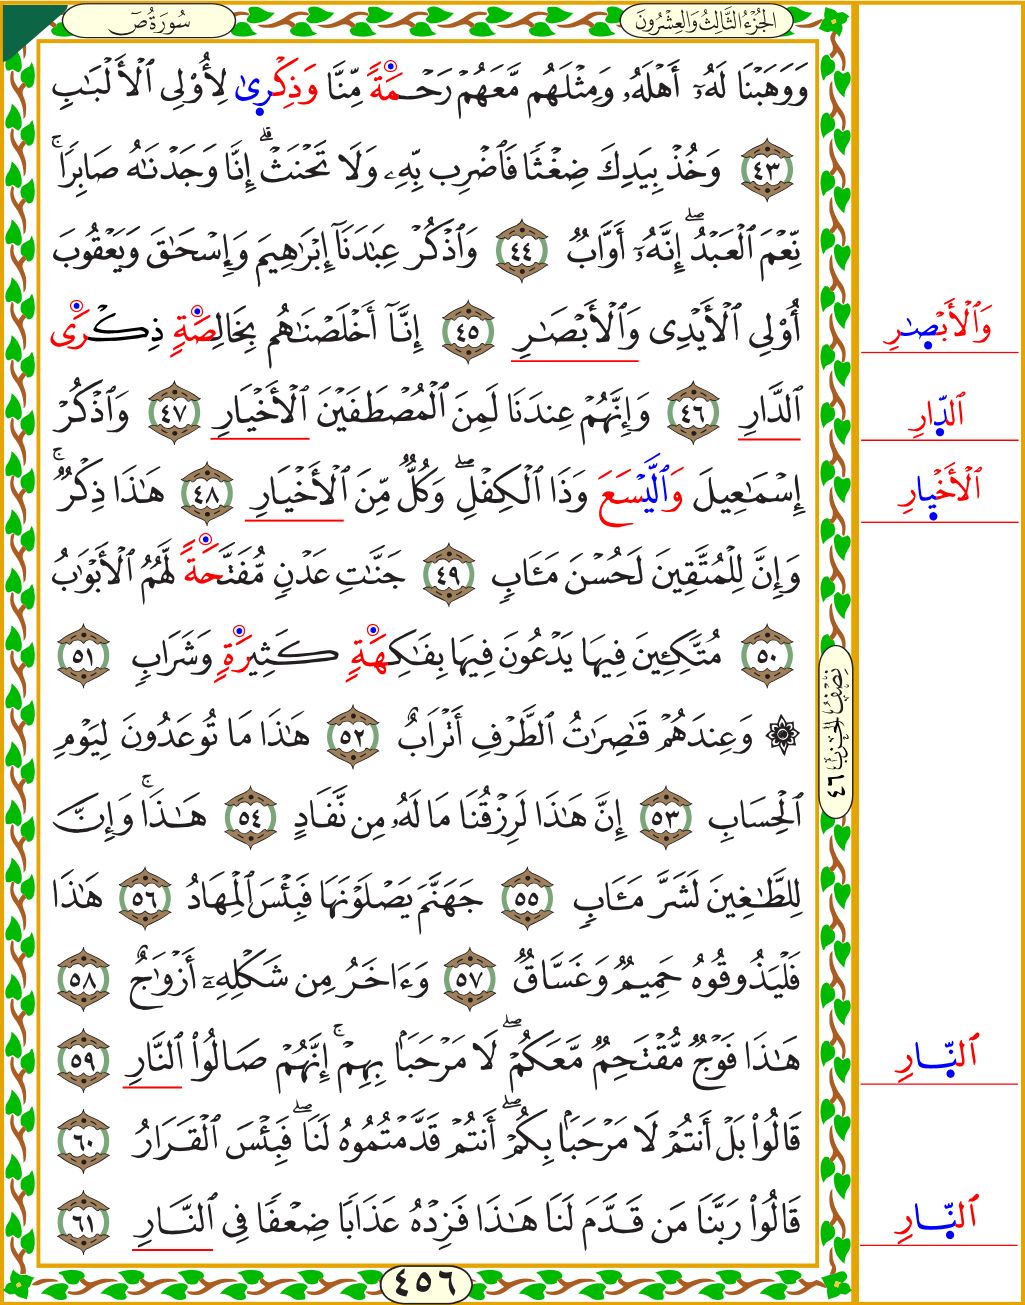 سُورَةُ صٓ
الجُزْءُ الثَّالِثُ وَالعِشْرُونَ
وَوَهَبْنَا لَهُۥٓ أَهْلَهُۥ وَمِثْلَهُم مَّعَهُمْ رَحْمَةً مِّنَّا وَذِكْرِىٰ لِأُوْلِى ٱلْأَلْبَٰبِ
٤٣ وَخُذْ بِيَدِكَ ضِغْثًا فَٱضْرِب بِّهِۦ وَلَا تَحْنَثْ ۗ إِنَّا وَجَدْنَٰهُ صَابِرًا ۚ
نِّعْمَ ٱلْعَبْدُ ۖ إِنَّهُۥٓ أَوَّابٌ ٤٤ وَٱذْكُرْ عِبَٰدَنَآ إِبْرَٰهِيمَ وَإِسْحَٰقَ وَيَعْقُوبَ
أُوْلِى ٱلْأَيْدِى وَٱلْأَبْصَٰرِ ٤٥ إِنَّآ أَخْلَصْنَٰهُم بِخَالِصَةٍ ذِكْرَى
وَٱلْأَبْصٰرِ
ٱلدَّارِ ٤٦ وَإِنَّهُمْ عِندَنَا لَمِنَ ٱلْمُصْطَفَيْنَ ٱلْأَخْيَارِ ٤٧ وَٱذْكُرْ
ٱلدّارِ
إِسْمَٰعِيلَ وَٱلَّيْسَعَ وَذَا ٱلْكِفْلِ ۖ وَكُلٌّ مِّنَ ٱلْأَخْيَارِ ٤٨ هَٰذَا ذِكْرٌ ۚ
ٱلْأَخْيارِ
وَإِنَّ لِلْمُتَّقِينَ لَحُسْنَ مَـَٔابٍ ٤٩ جَنَّٰتِ عَدْنٍ مُّفَتَّحَةً لَّهُمُ ٱلْأَبْوَٰبُ
٥٠ مُتَّكِـِٔينَ فِيهَا يَدْعُونَ فِيهَا بِفَٰكِهَةٍ كَثِيرَةٍ وَشَرَابٍ ٥١
۞ وَعِندَهُمْ قَٰصِرَٰتُ ٱلطَّرْفِ أَتْرَابٌ ٥٢ هَٰذَا مَا تُوعَدُونَ لِيَوْمِ
نِصْفُ الحِزْبِ ٤٦
ٱلْحِسَابِ ٥٣ إِنَّ هَٰذَا لَرِزْقُنَا مَا لَهُۥ مِن نَّفَادٍ ٥٤ هَٰذَا ۚ وَإِنَّ
لِلطَّٰغِينَ لَشَرَّ مَـَٔابٍ ٥٥ جَهَنَّمَ يَصْلَوْنَهَا فَبِئْسَ ٱلْمِهَادُ ٥٦ هَٰذَا
فَلْيَذُوقُوهُ حَمِيمٌ وَغَسَّاقٌ ٥٧ وَءَاخَرُ مِن شَكْلِهِۦٓ أَزْوَٰجٌ ٥٨
هَٰذَا فَوْجٌ مُّقْتَحِمٌ مَّعَكُمْ ۖ لَا مَرْحَبًۢا بِهِمْ ۚ إِنَّهُمْ صَالُواْ ٱلنَّارِ ٥٩
ٱلنّارِ
قَالُواْ بَلْ أَنتُمْ لَا مَرْحَبًۢا بِكُمْ ۖ أَنتُمْ قَدَّمْتُمُوهُ لَنَا ۖ فَبِئْسَ ٱلْقَرَارُ ٦٠
قَالُواْ رَبَّنَا مَن قَدَّمَ لَنَا هَٰذَا فَزِدْهُ عَذَابًا ضِعْفًا فِى ٱلنَّارِ ٦١
ٱلنّارِ
٤٥٦